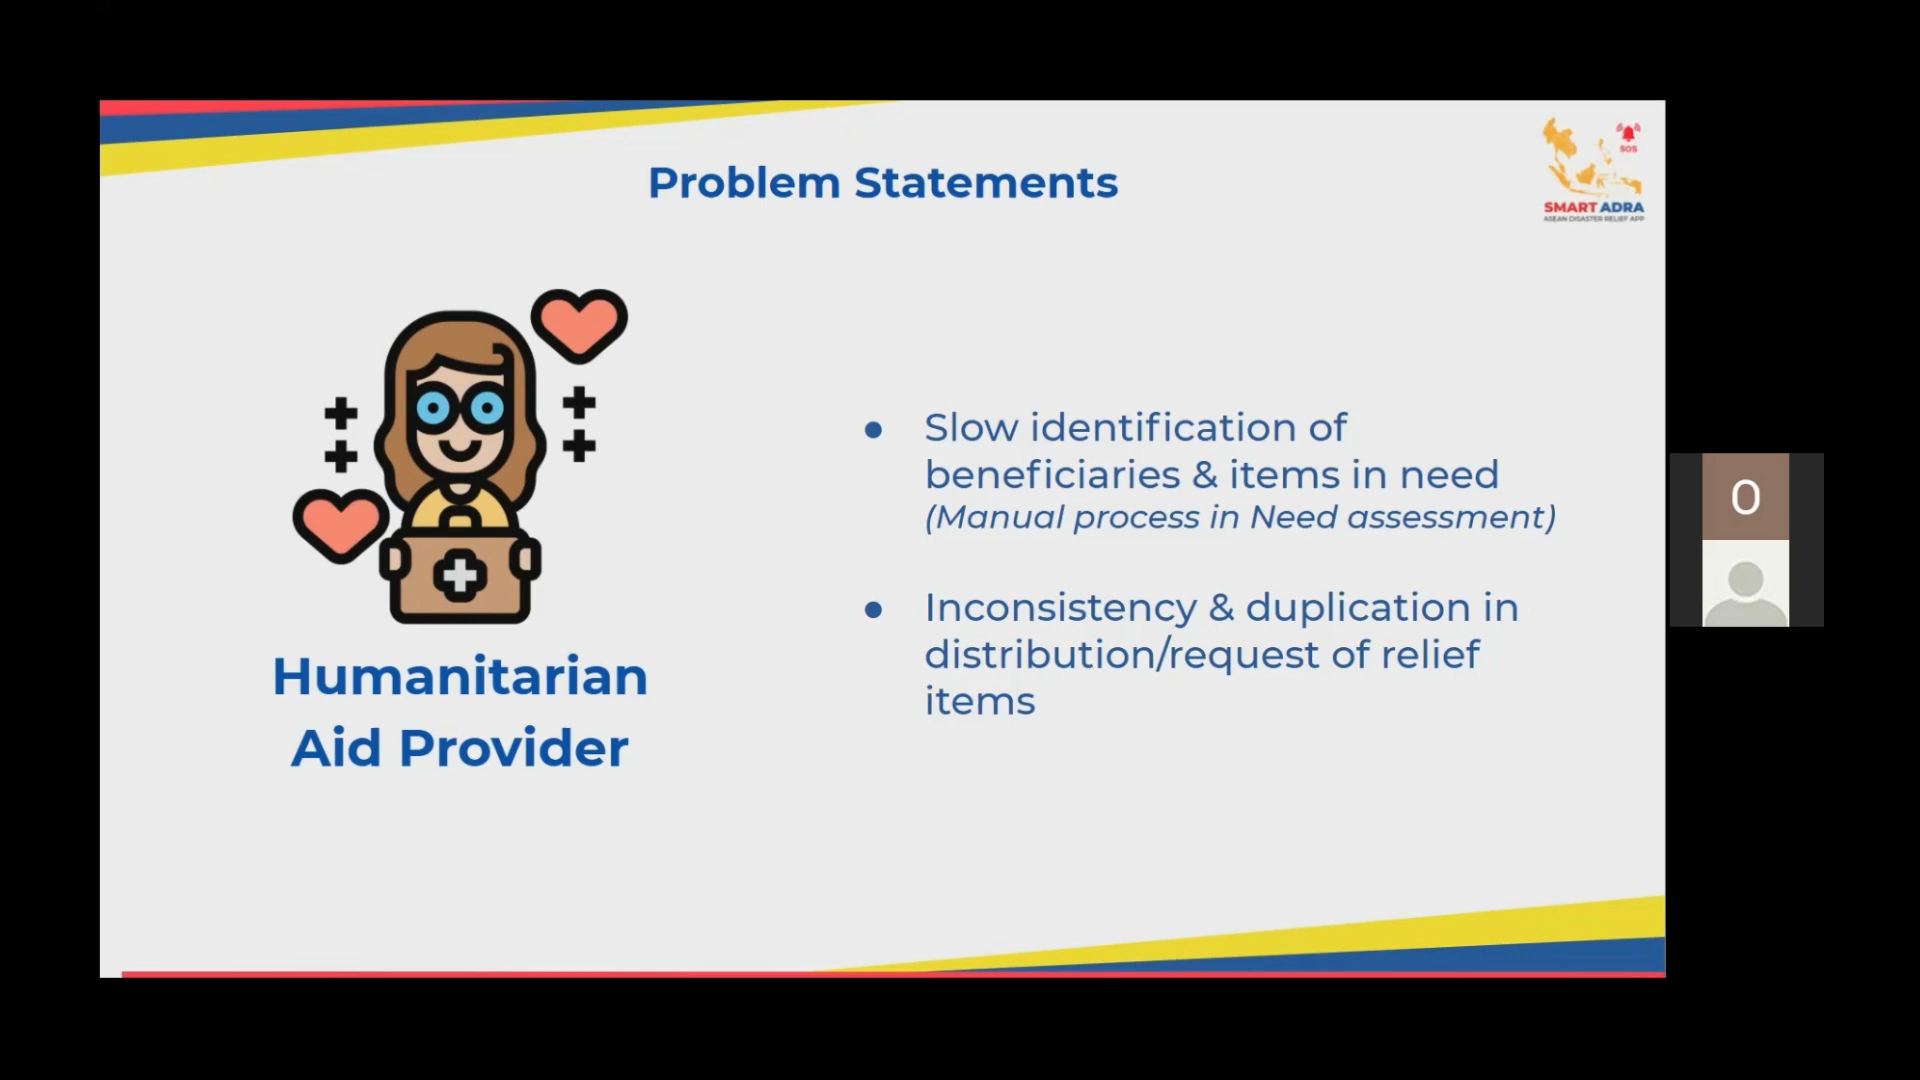 Problem Statements
SOS
SMART ADRA
ASEAN DISASTER RELIEF APP
● Slow identification of
beneficiaries & items in need
(Manual process in Need assessment)
● Inconsistency & duplication in
distribution/request of relief
items
Humanitarian
Aid Provider
O